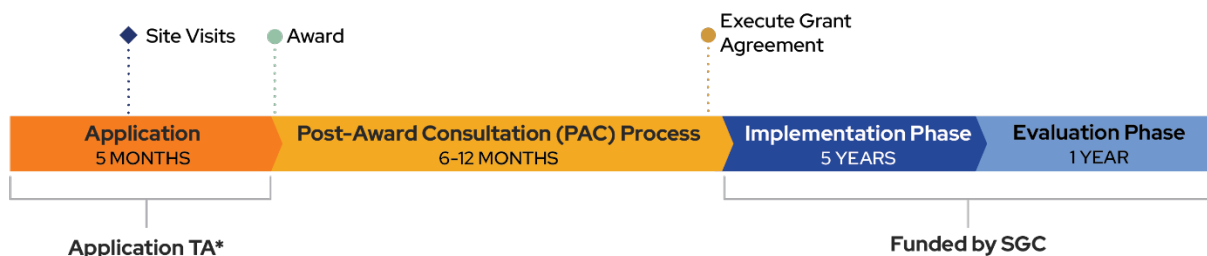 Site Visits
Award
Execute Grant
Agreement
Application
5 MONTHS
Post-Award Consultation (PAC) Process
6-12 MONTHS
Implementation Phase
5 YEARS
Evaluation Phase
1 YEAR
Application TA*
Funded by SGC